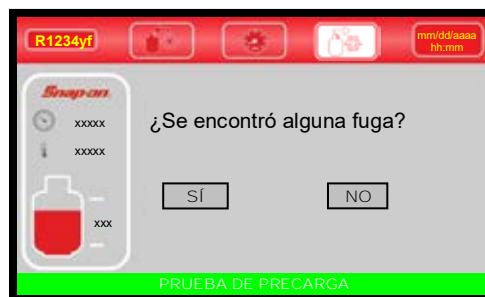 R1234yf
mm/dd/aaaa
hh:mm
Snap-on
xxxxx
xxxxx
xxx
¿Se encontró alguna fuga?
SÍ
NO
PRUEBA DE PRECARGA